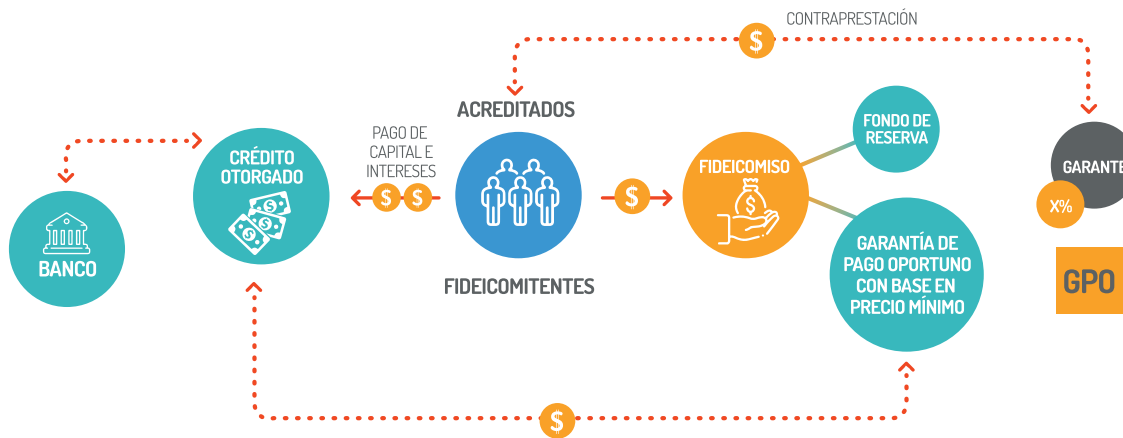 CONTRAPRESTACIÓN
$
ACREDITADOS
PAGO DE
CAPITAL E
INTERESES
$ $
CRÉDITO
OTORGADO
BANCO
FIDEICOMITENTES
$
FIDEICOMISO
$
FONDO DE
RESERVA
GARANTÍA DE
PAGO OPORTUNO
CON BASE EN
PRECIO MÍNIMO
GARANTE
X%
GPO
$